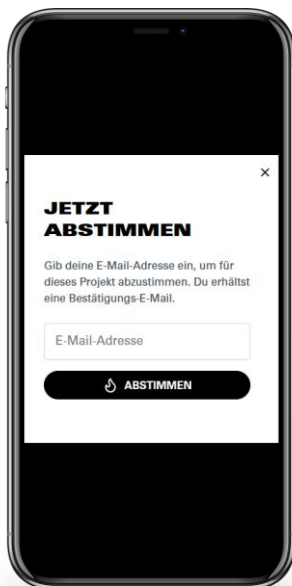 JETZT
ABSTIMMEN
Gib deine E-Mail-Adresse ein, um für
dieses Projekt abzustimmen. Du erhältst
eine Bestätigungs-E-Mail.
E-Mail-Adresse
ABSTIMMEN